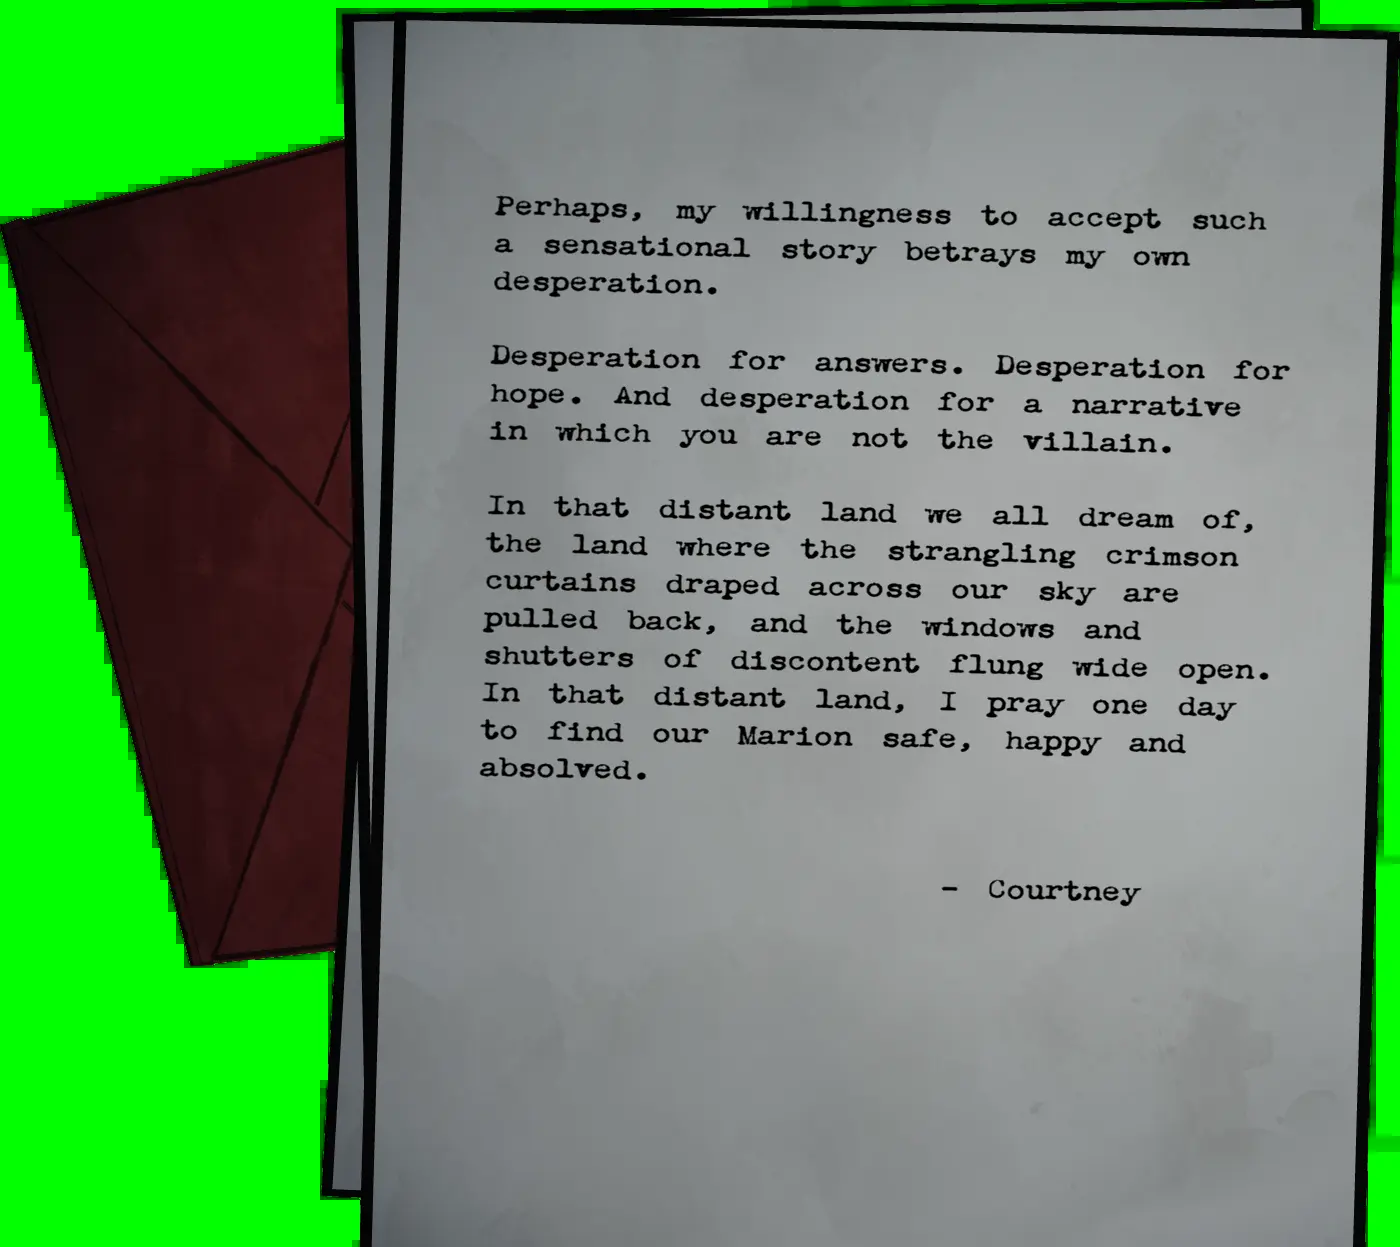 Perhaps, my willingness to accept such
a sensational story betrays my own
desperation.
Desperation for answers. Desperation for
hope. And desperation for a narrative
in which you are not the villain.
In that distant land we all dream of,
the land where the strangling crimson
curtains draped across our sky are
pulled back, and the windows and
shutters of discontent flung wide open.
In that distant land, I pray one day
to find our Marion safe, happy and
absolved.
- Courtney